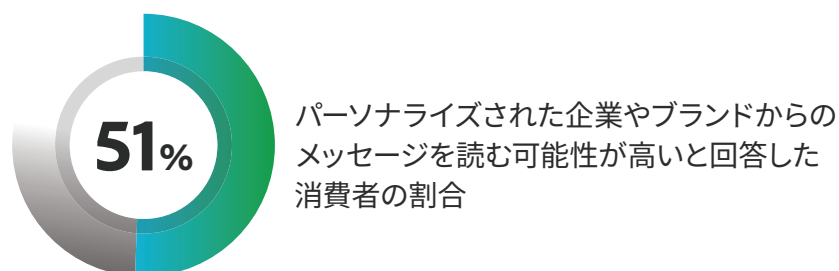 51%
パーソナライズされた企業やブランドからの
メッセージを読む可能性が高いと回答した
消費者の割合